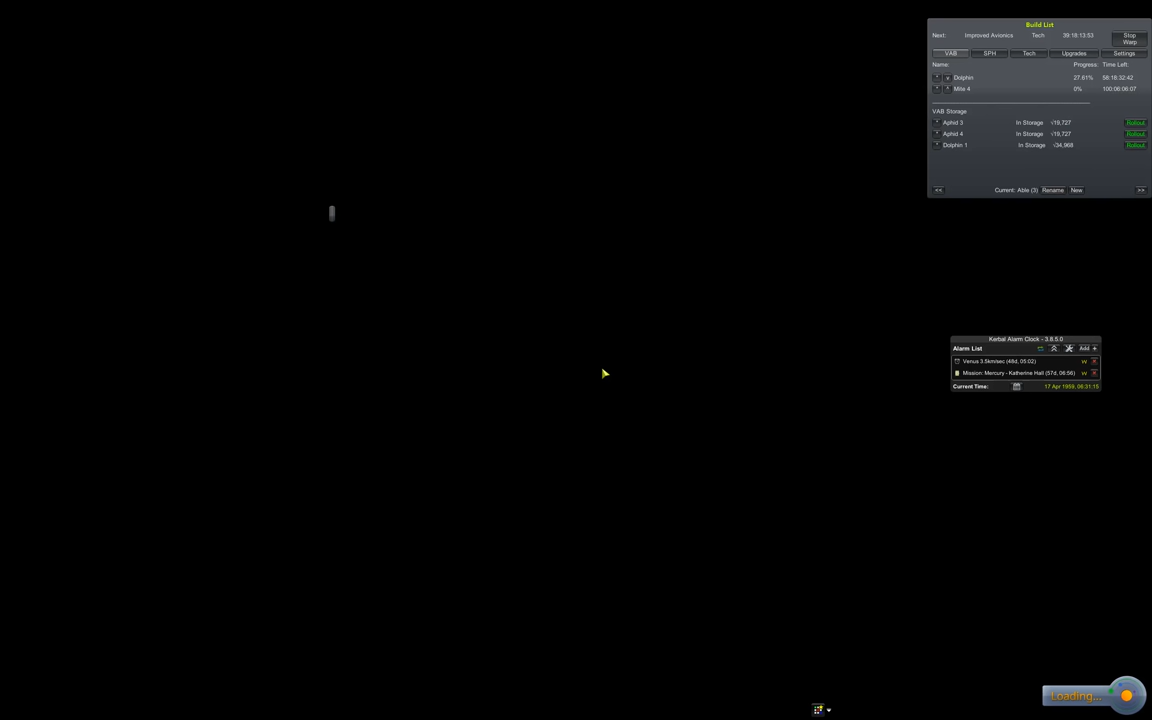 Build List
Next: Improved Avionics Tech 39:18:13:53 Stop Warp
VAB SPH Tech Upgrades Settings
Name: Progress: Time Left:
* v Dolphin 27.61% 58:18:32:42
* ^ Mite 4 0% 100:06:06:07
VAB Storage
* Aphid 3 In Storage √19,727 Rollout
* Aphid 4 In Storage √19,727 Rollout
* Dolphin 1 In Storage √34,968 Rollout
<< Current: Able (3) Rename New >>
Kerbal Alarm Clock - 3.8.5.0
Alarm List Add +
Venus 3.5km/sec (48d, 05:02)
Mission: Mercury - Katherine Hall (57d, 06:56)
Current Time: 17 Apr 1959, 06:31:15
Loading...